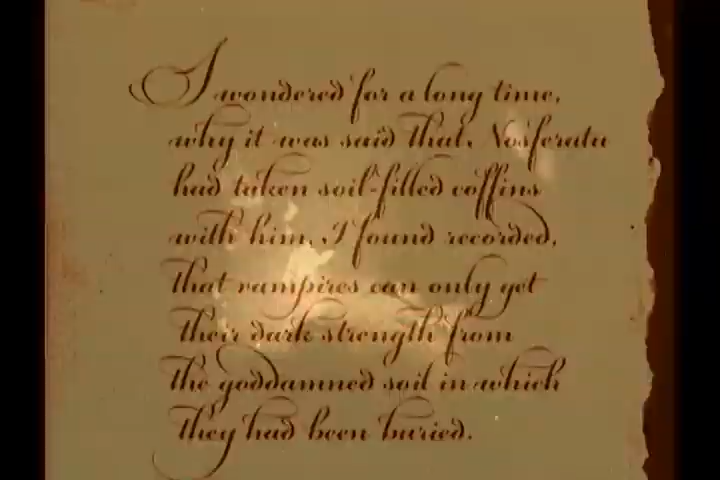 I wondered for a long time,
why it was said that, Nosferatu
had taken soil-filled coffins
with him. I found recorded,
that vampires can only get
their dark strength from
the goddamned soil in which
they had been buried.